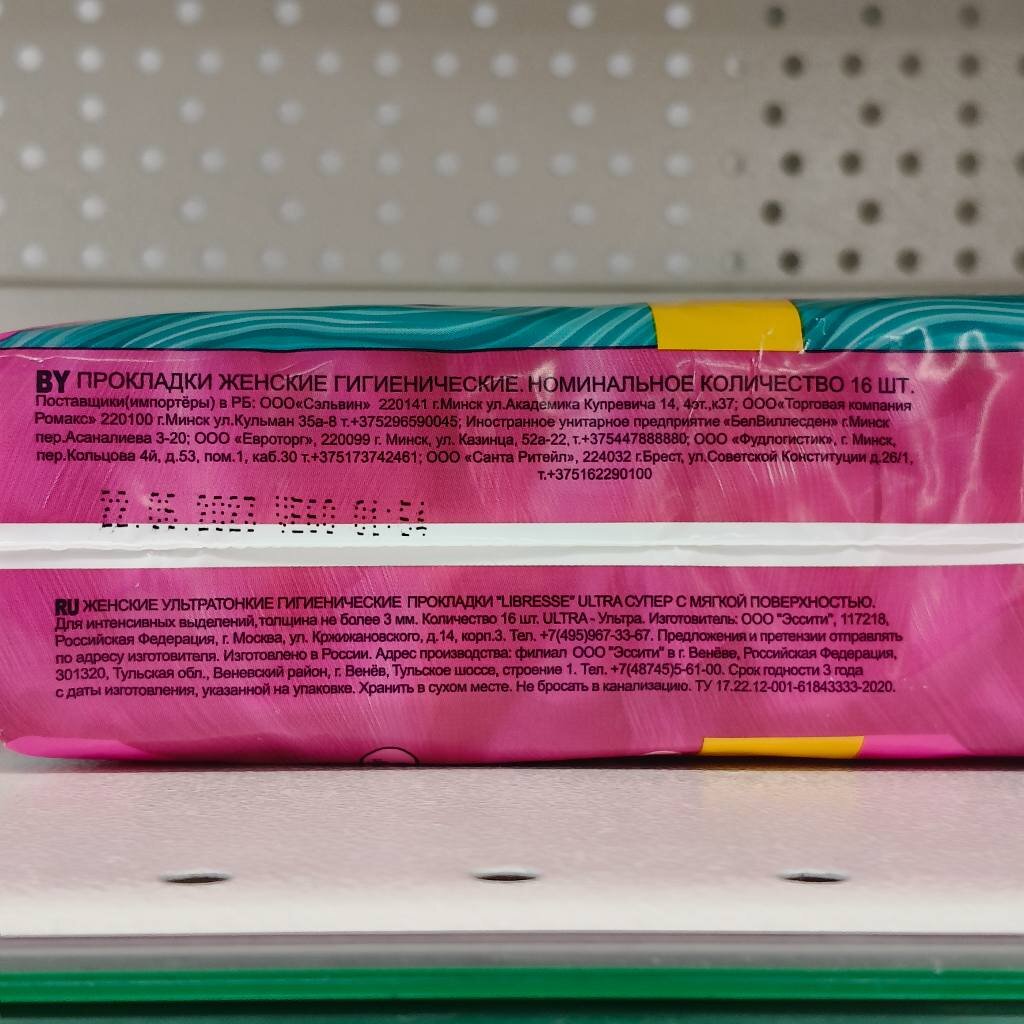 BY ПРОКЛАДКИ ЖЕНСКИЕ ГИГИЕНИЧЕСКИЕ. НОМИНАЛЬНОЕ КОЛИЧЕСТВО 16 ШТ.
Поставщики(импортёры) в РБ: ООО«Сэльвин» 220141 г.Минск ул.Академика Купревича 14, 4эт.,к37; ООО«Торговая компания
Ромакс» 220100 г.Минск ул.Кульман 35а-8 т.+375296590045; Иностранное унитарное предприятие «БелВиллесден» г.Минск
пер.Асаналиева 3-20; ООО «Евроторг», 220099 г. Минск, ул. Казинца, 52а-22, т.+375447888880; ООО «Фудлогистик», г. Минск,
пер.Кольцова 4й, д.53, пом.1, каб.30 т.+375173742461; ООО «Санта Ритейл», 224032 г.Брест, ул.Советской Конституции д.26/1,
т.+375162290100
RU ЖЕНСКИЕ УЛЬТРАТОНКИЕ ГИГИЕНИЧЕСКИЕ ПРОКЛАДКИ "LIBRESSE" ULTRA СУПЕР С МЯГКОЙ ПОВЕРХНОСТЬЮ.
Для интенсивных выделений, толщина не более 3 мм. Количество 16 шт. ULTRA - Ультра. Изготовитель: ООО "Эссити", 117218,
Российская Федерация, г. Москва, ул. Кржижановского, д.14, корп.3. Тел. +7(495)967-33-67. Предложения и претензии отправлять
по адресу изготовителя. Изготовлено в России. Адрес производства: филиал ООО "Эссити" в г. Венёве, Российская Федерация,
301320, Тульская обл., Веневский район, г. Венёв, Тульское шоссе, строение 1. Тел. +7(48745)5-61-00. Срок годности 3 года
с даты изготовления, указанной на упаковке. Хранить в сухом месте. Не бросать в канализацию. ТУ 17.22.12-001-61843333-2020.